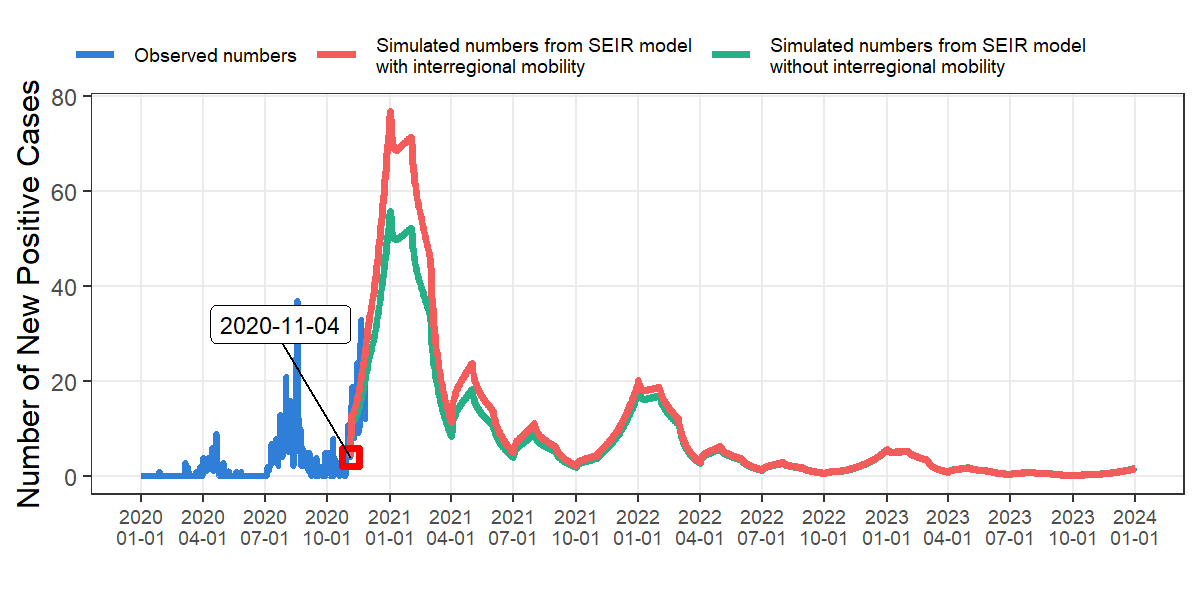 Observed numbers
Simulated numbers from SEIR model
with interregional mobility
Simulated numbers from SEIR model
without interregional mobility
Number of New Positive Cases
80
60
40
20
0
2020-11-04
2020 2020 2020 2020 2021 2021 2021 2021 2022 2022 2022 2022 2023 2023 2023 2023 2024
01-01 04-01 07-01 10-01 01-01 04-01 07-01 10-01 01-01 04-01 07-01 10-01 01-01 04-01 07-01 10-01 01-01